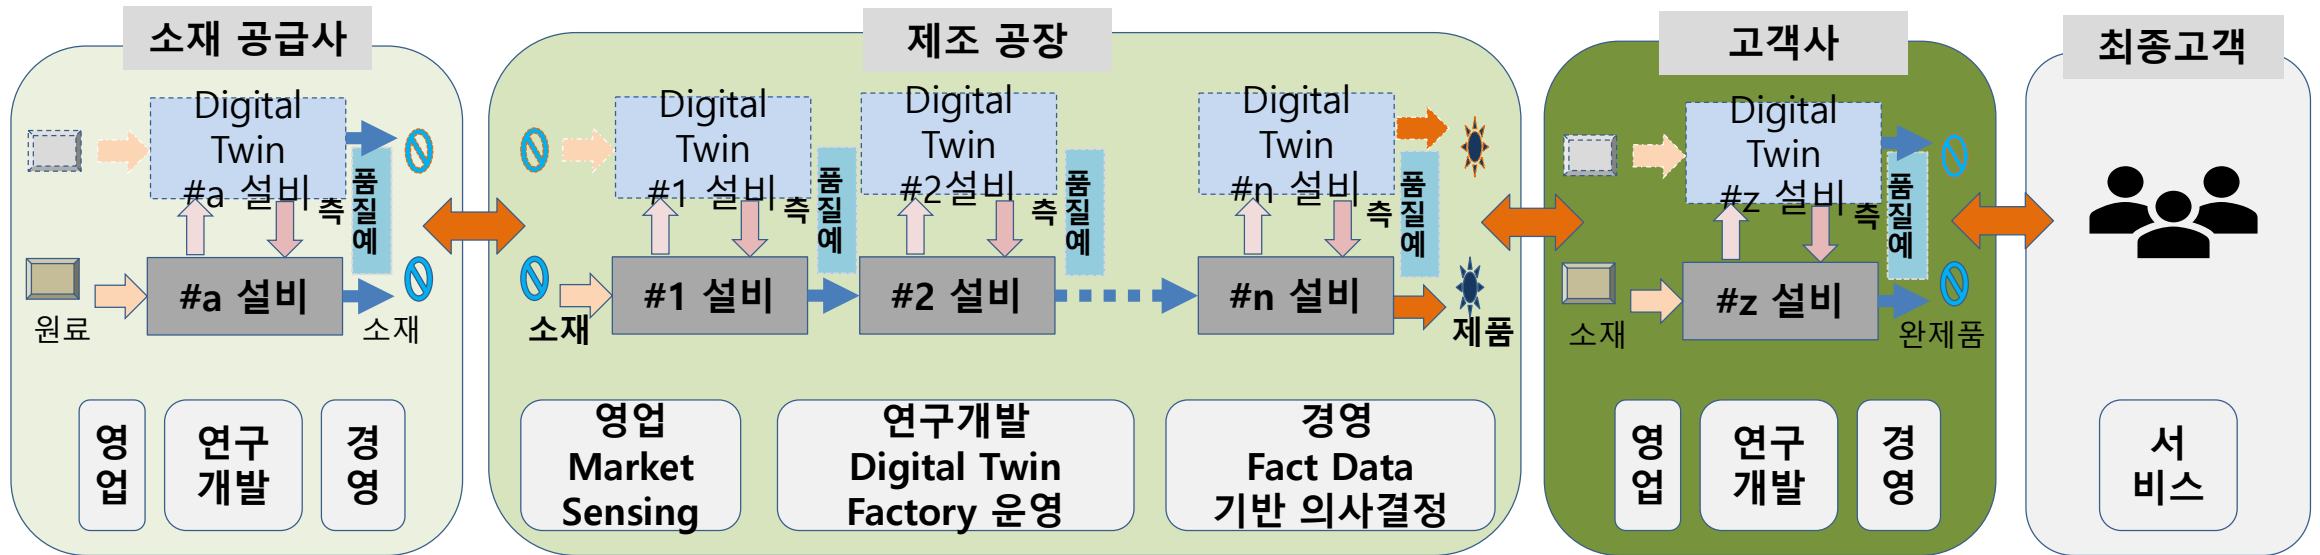 소재 공급사
Digital
Twin
#a 설비
품
질
예
측
#a 설비
원료
소재
영
업
연구
개발
경
영
제조 공장
Digital
Twin
#1 설비
품
질
예
측
Digital
Twin
#2설비
품
질
예
측
Digital
Twin
#n 설비
품
질
예
측
#1 설비
#2 설비
#n 설비
소재
제품
영업
Market
Sensing
연구개발
Digital Twin
Factory 운영
경영
Fact Data
기반 의사결정
고객사
Digital
Twin
#z 설비
품
질
예
측
#z 설비
소재
완제품
영
업
연구
개발
경
영
최종고객
서
비스